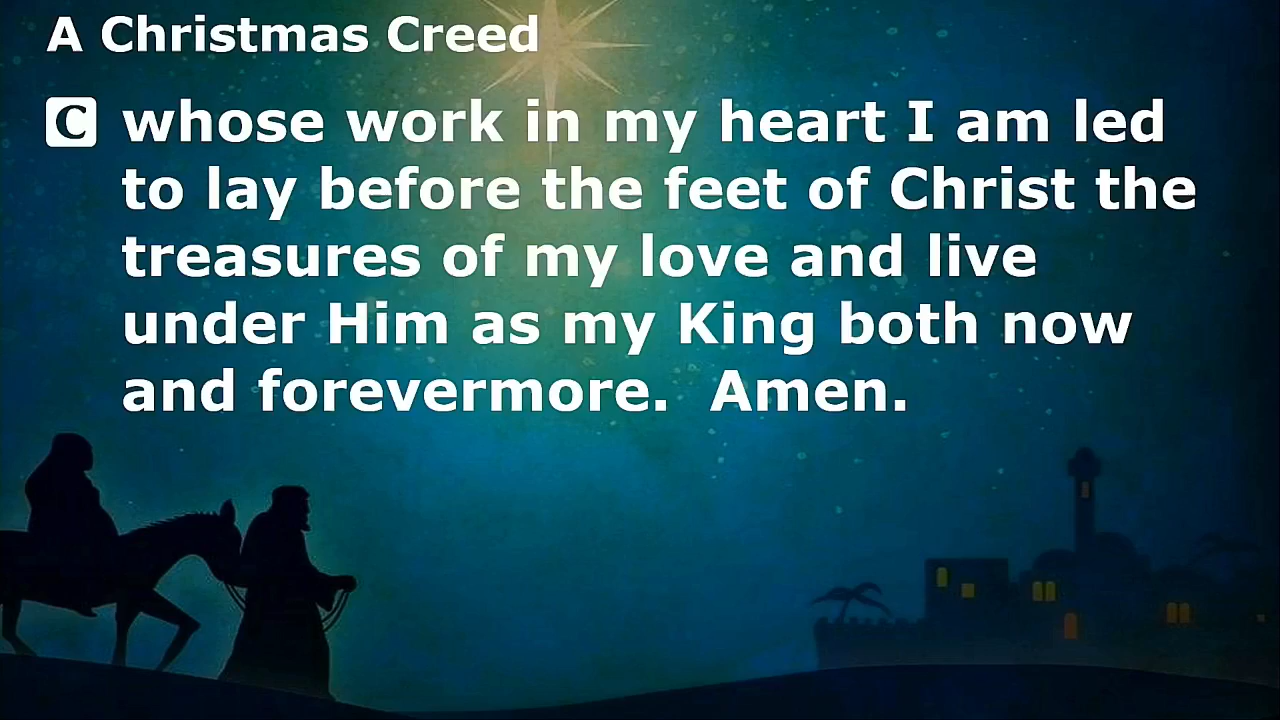 A Christmas Creed
C whose work in my heart I am led
to lay before the feet of Christ the
treasures of my love and live
under Him as my King both now
and forevermore.  Amen.